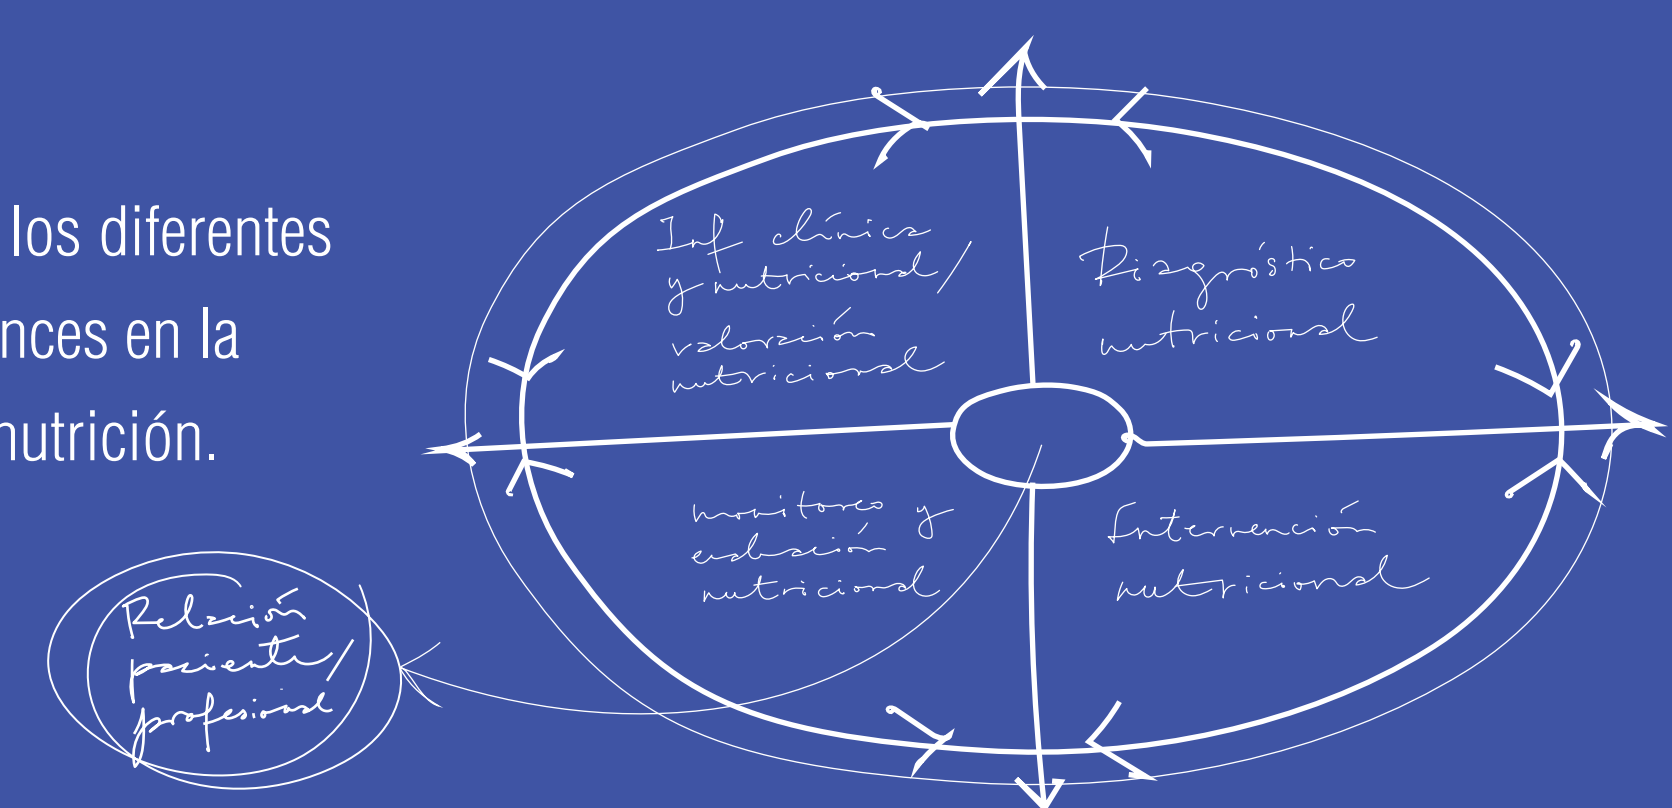 los diferentes
nces en la
nutrición.
Inf clínica
y nutricional/
valoración
nutricional
Diagnóstico
nutricional
monitoreo y
evaluación
nutricional
Intervención
nutricional
Relación
paciente/
profesional